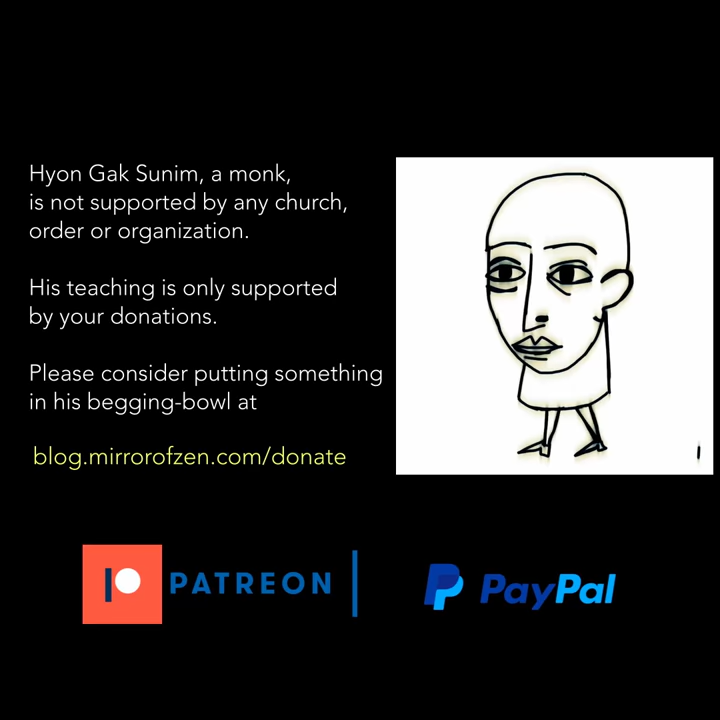 Hyon Gak Sunim, a monk,
is not supported by any church,
order or organization.
His teaching is only supported
by your donations.
Please consider putting something
in his begging-bowl at
blog.mirrorofzen.com/donate
PATREON
PayPal